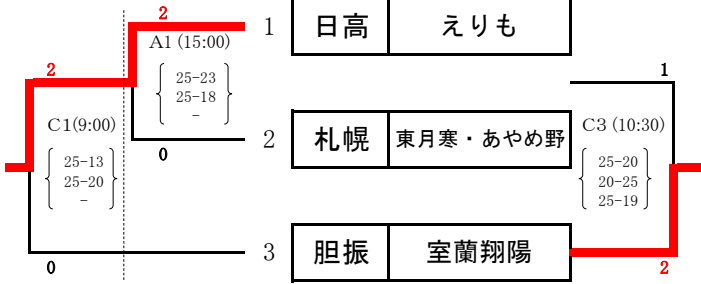 2
1 日高 えりも
A1 (15:00)
2
1
25-23
25-18
-
C1(9:00)
C3 (10:30)
2 札幌 東月寒・あやめ野
0
25-13
25-20
-
25-20
20-25
25-19
3 胆振 室蘭翔陽
0
2